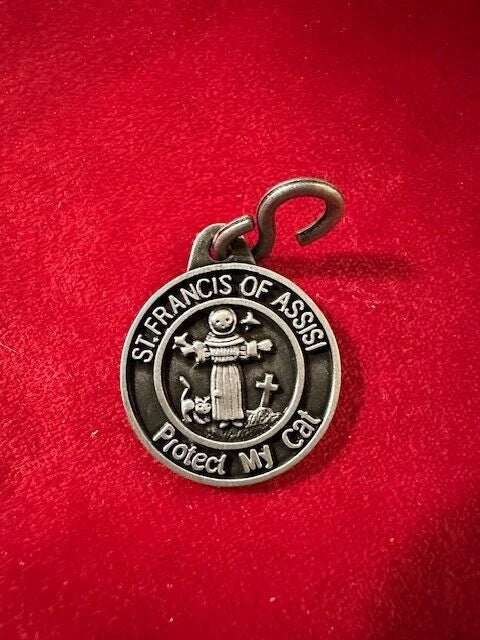 ST.FRANCIS OF ASSISI
Protect My Cat